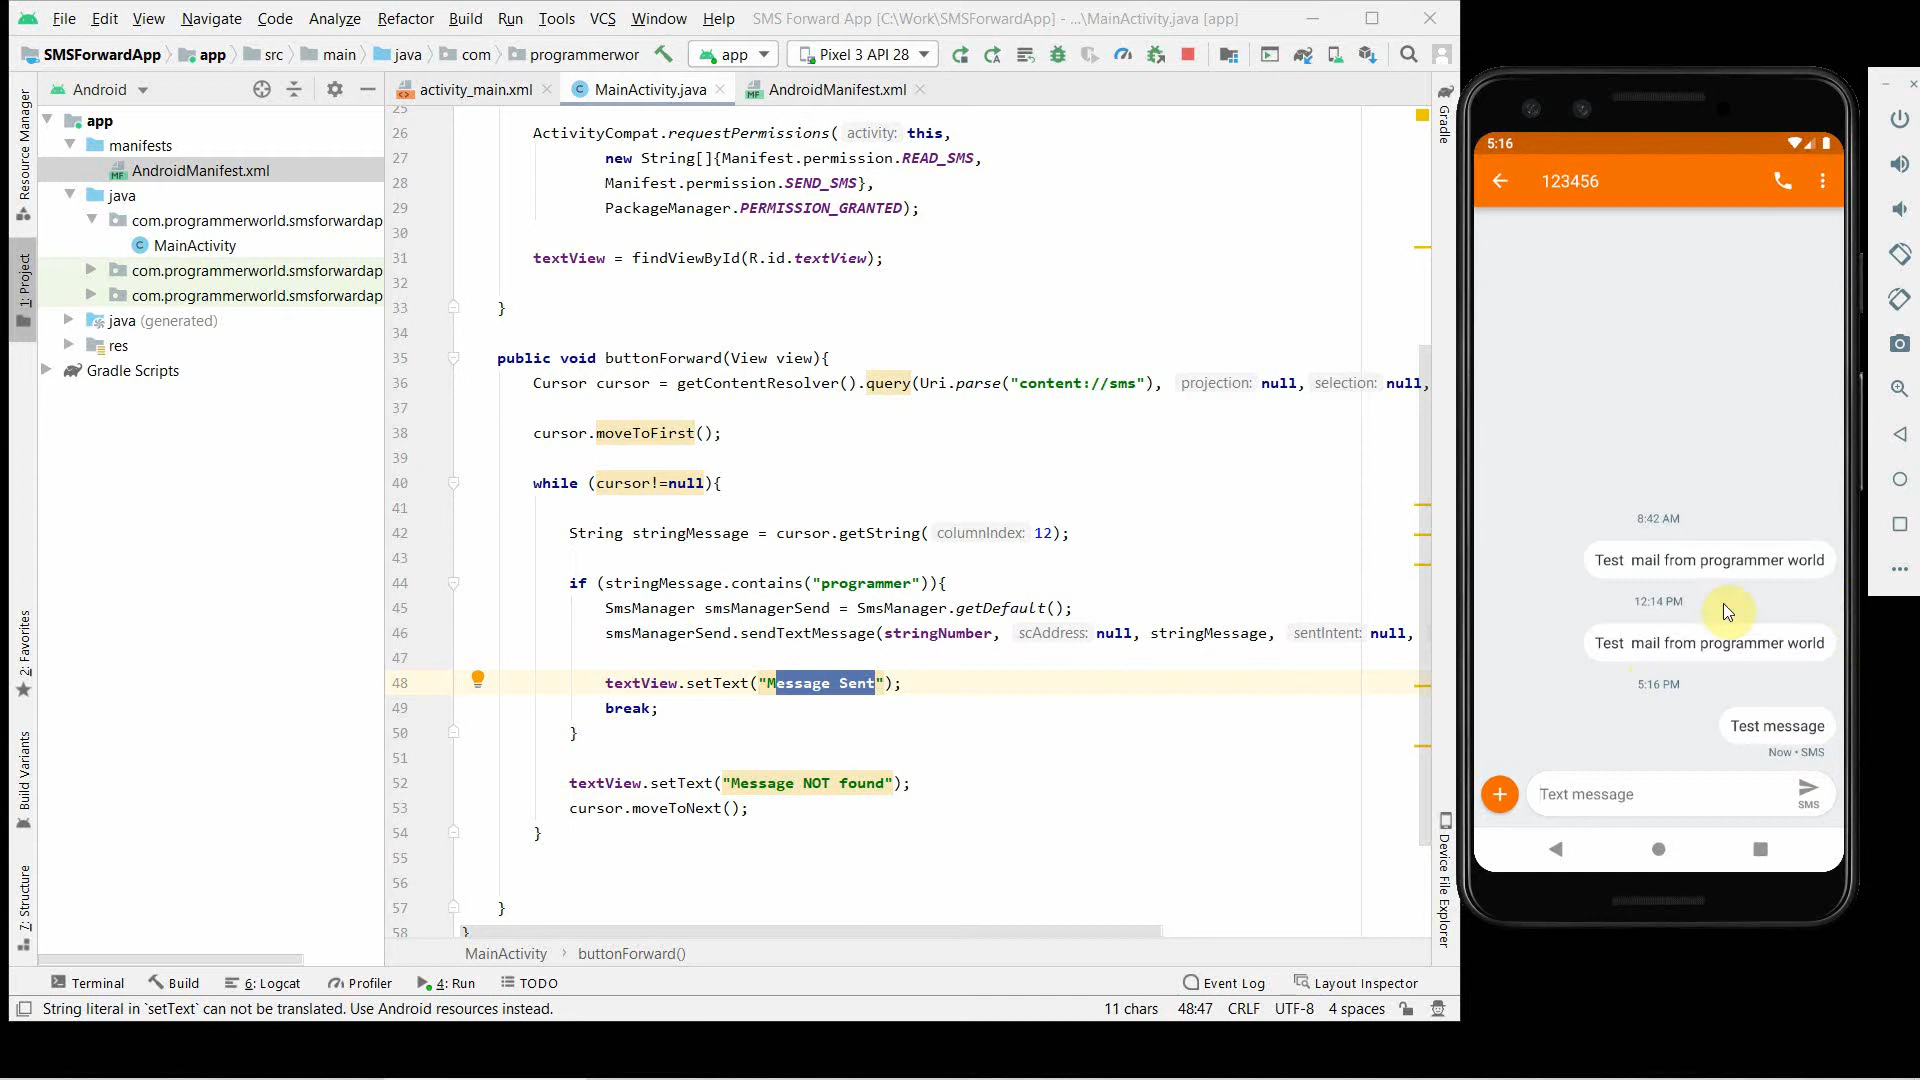 File Edit View Navigate Code Analyze Refactor Build Run Tools VCS Window Help SMS Forward App [C:\Work\SMSForwardApp] - ...\MainActivity.java [app]
SMSForwardApp app src main java com programmerwor app Pixel 3 API 28
Android
activity_main.xml MainActivity.java AndroidManifest.xml
app
manifests
AndroidManifest.xml
java
com.programmerworld.smsforwardap
MainActivity
com.programmerworld.smsforwardap
com.programmerworld.smsforwardap
java (generated)
res
Gradle Scripts
Resource Manager
1: Project
2: Favorites
Build Variants
7: Structure
25
26 ActivityCompat.requestPermissions( activity: this,
27 new String[]{Manifest.permission.READ_SMS,
28 Manifest.permission.SEND_SMS},
29 PackageManager.PERMISSION_GRANTED);
30
31 textView = findViewById(R.id.textView);
32
33 }
34
35 public void buttonForward(View view){
36 Cursor cursor = getContentResolver().query(Uri.parse("content://sms"), projection: null, selection: null,
37
38 cursor.moveToFirst();
39
40 while (cursor!=null){
41
42 String stringMessage = cursor.getString( columnIndex: 12);
43
44 if (stringMessage.contains("programmer")){
45 SmsManager smsManagerSend = SmsManager.getDefault();
46 smsManagerSend.sendTextMessage(stringNumber, scAddress: null, stringMessage, sentIntent: null,
47
48 textView.setText("Message Sent");
49 break;
50 }
51
52 textView.setText("Message NOT found");
53 cursor.moveToNext();
54 }
55
56
57 }
58 }
MainActivity › buttonForward()
Gradle
Device File Explorer
Terminal Build 6: Logcat Profiler 4: Run TODO Event Log Layout Inspector
String literal in `setText` can not be translated. Use Android resources instead. 11 chars 48:47 CRLF UTF-8 4 spaces
5:16
123456
8:42 AM
Test mail from programmer world
12:14 PM
Test mail from programmer world
5:16 PM
Test message
Now • SMS
Text message
SMS